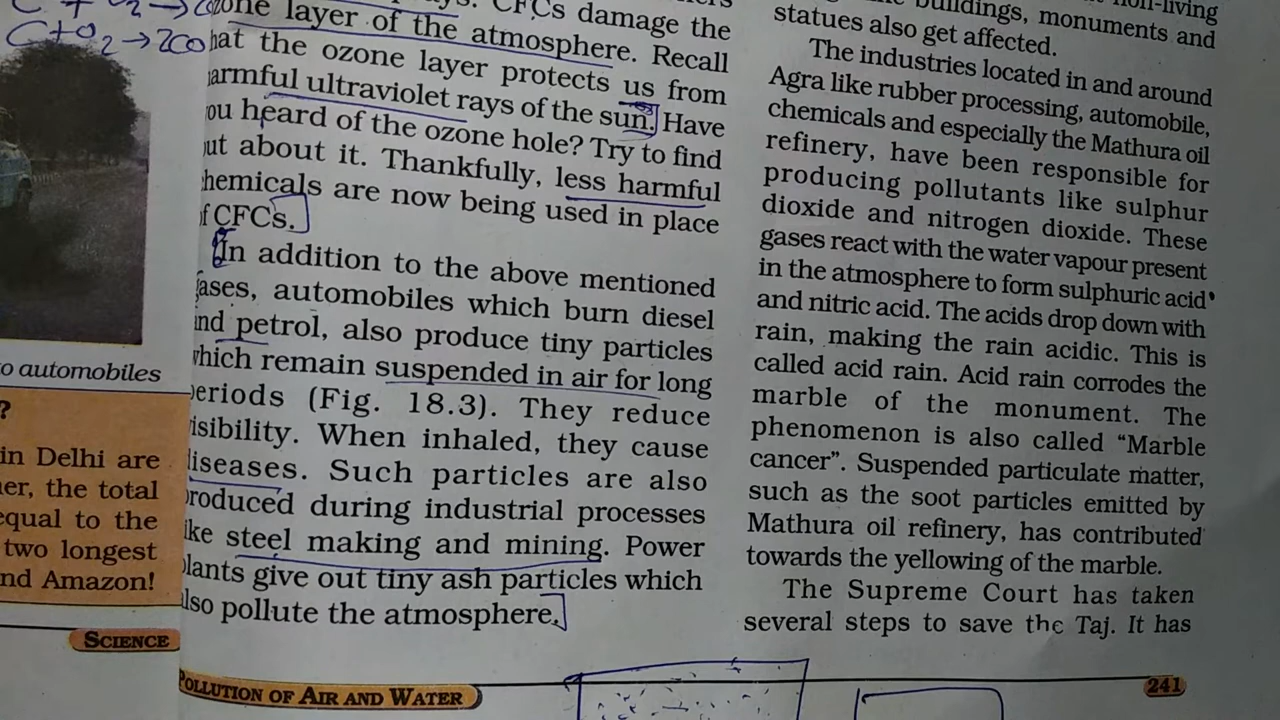 C + O2 → 2co
zone layer of the atmosphere. Recall
hat the ozone layer protects us from
armful ultraviolet rays of the sun. Have
ou heard of the ozone hole? Try to find
ut about it. Thankfully, less harmful
hemicals are now being used in place
of CFCs.
In addition to the above mentioned
gases, automobiles which burn diesel
and petrol, also produce tiny particles
which remain suspended in air for long
periods (Fig. 18.3). They reduce
visibility. When inhaled, they cause
diseases. Such particles are also
produced during industrial processes
like steel making and mining. Power
plants give out tiny ash particles which
also pollute the atmosphere.
buildings, monuments and
statues also get affected.
The industries located in and around
Agra like rubber processing, automobile,
chemicals and especially the Mathura oil
refinery, have been responsible for
producing pollutants like sulphur
dioxide and nitrogen dioxide. These
gases react with the water vapour present
in the atmosphere to form sulphuric acid
and nitric acid. The acids drop down with
rain, making the rain acidic. This is
called acid rain. Acid rain corrodes the
marble of the monument. The
phenomenon is also called “Marble
cancer”. Suspended particulate matter,
such as the soot particles emitted by
Mathura oil refinery, has contributed
towards the yellowing of the marble.
The Supreme Court has taken
several steps to save the Taj. It has
o automobiles
?
in Delhi are
er, the total
equal to the
two longest
nd Amazon!
SCIENCE
POLLUTION OF AIR AND WATER
241